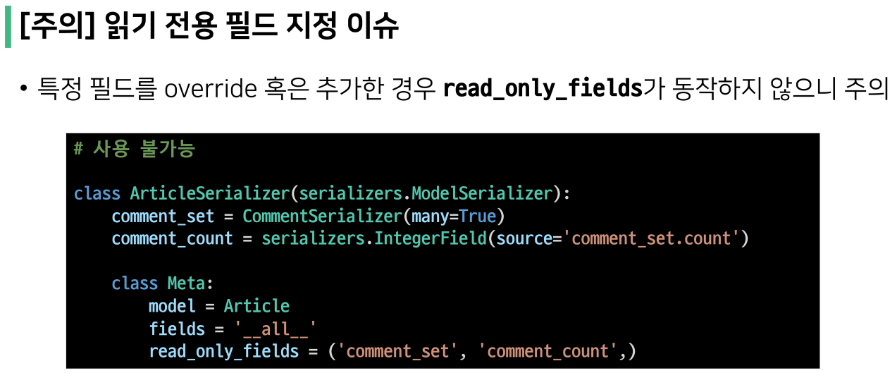 [주의] 읽기 전용 필드 지정 이슈
• 특정 필드를 override 혹은 추가한 경우 read_only_fields가 동작하지 않으니 주의
# 사용 불가능
class ArticleSerializer(serializers.ModelSerializer):
    comment_set = CommentSerializer(many=True)
    comment_count = serializers.IntegerField(source='comment_set.count')
    class Meta:
        model = Article
        fields = '__all__'
        read_only_fields = ('comment_set', 'comment_count',)